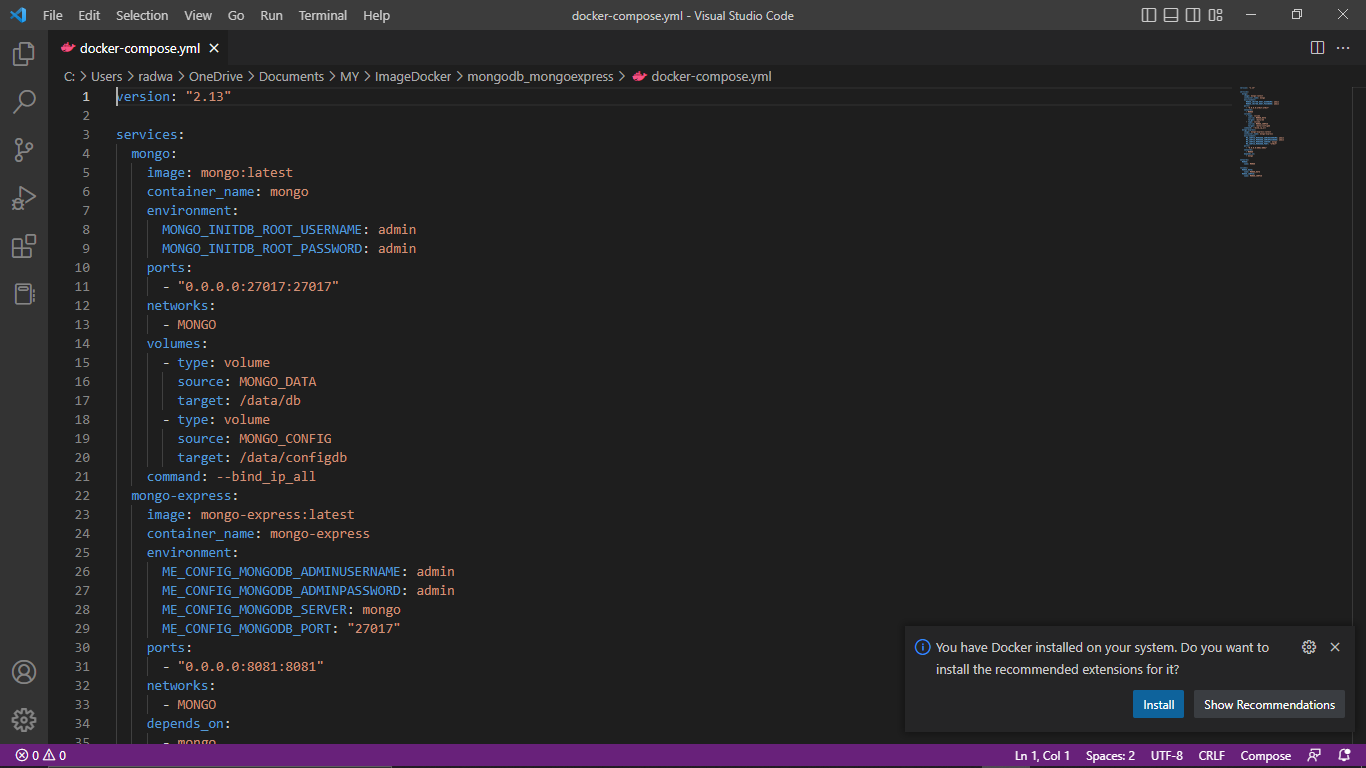 File Edit Selection View Go Run Terminal Help docker-compose.yml - Visual Studio Code
docker-compose.yml
C: > Users > radwa > OneDrive > Documents > MY > ImageDocker > mongodb_mongoexpress > docker-compose.yml
1 version: "2.13"
2
3 services:
4   mongo:
5     image: mongo:latest
6     container_name: mongo
7     environment:
8       MONGO_INITDB_ROOT_USERNAME: admin
9       MONGO_INITDB_ROOT_PASSWORD: admin
10     ports:
11       - "0.0.0.0:27017:27017"
12     networks:
13       - MONGO
14     volumes:
15       - type: volume
16         source: MONGO_DATA
17         target: /data/db
18       - type: volume
19         source: MONGO_CONFIG
20         target: /data/configdb
21     command: --bind_ip_all
22   mongo-express:
23     image: mongo-express:latest
24     container_name: mongo-express
25     environment:
26       ME_CONFIG_MONGODB_ADMINUSERNAME: admin
27       ME_CONFIG_MONGODB_ADMINPASSWORD: admin
28       ME_CONFIG_MONGODB_SERVER: mongo
29       ME_CONFIG_MONGODB_PORT: "27017"
30     ports:
31       - "0.0.0.0:8081:8081"
32     networks:
33       - MONGO
34     depends_on:
35       - mongo
You have Docker installed on your system. Do you want to
install the recommended extensions for it?
Install Show Recommendations
0 0 Ln 1, Col 1 Spaces: 2 UTF-8 CRLF Compose